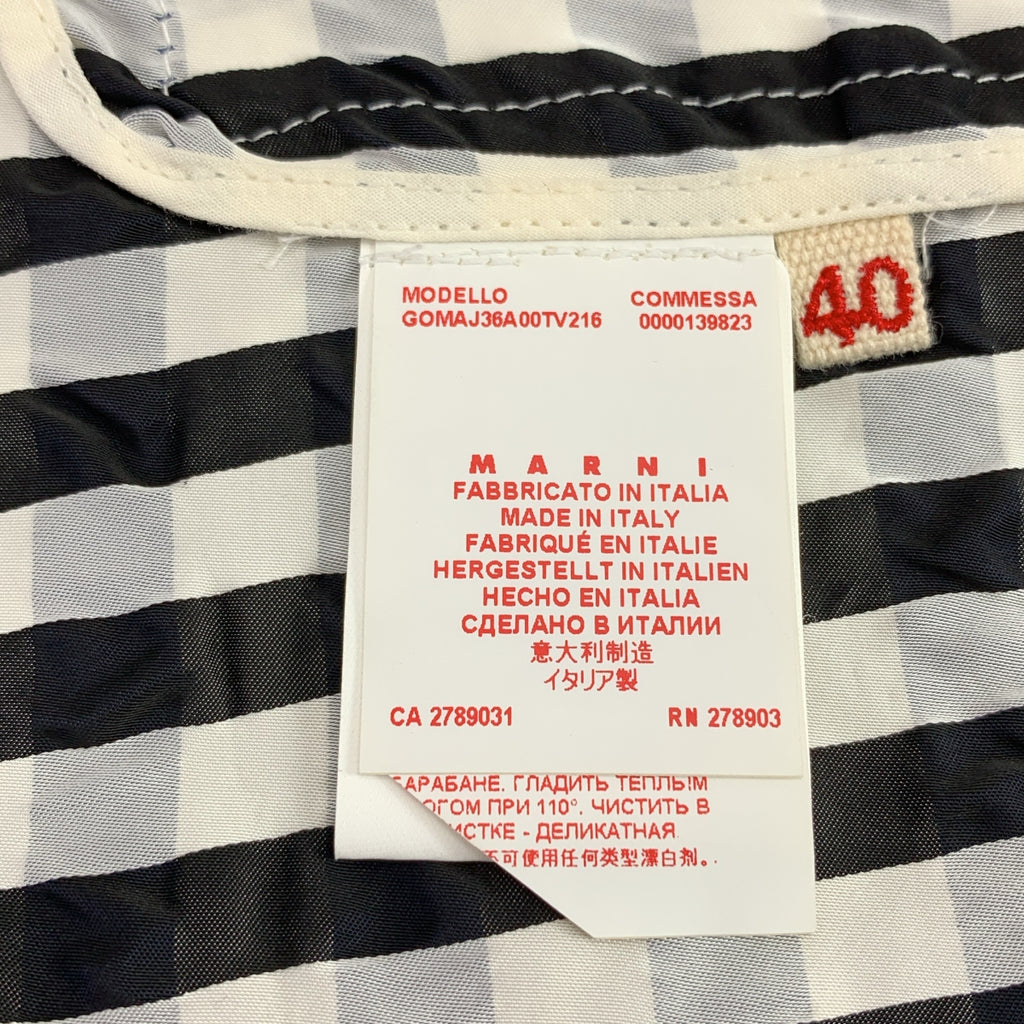 MODELLO COMMESSA
GOMAJ36A00TV216 0000139823
40
M A R N I
FABBRICATO IN ITALIA
MADE IN ITALY
FABRIQUÉ EN ITALIE
HERGESTELLT IN ITALIEN
HECHO EN ITALIA
СДЕЛАНО В ИТАЛИИ
意大利制造
イタリア製
CA 2789031 RN 278903
БАРАБАНЕ. ГЛАДИТЬ ТЕПЛЫМ
ПРИ 110°. ЧИСТИТЬ В
- ДЕЛИКАТНАЯ
不可使用任何类型漂白剂。